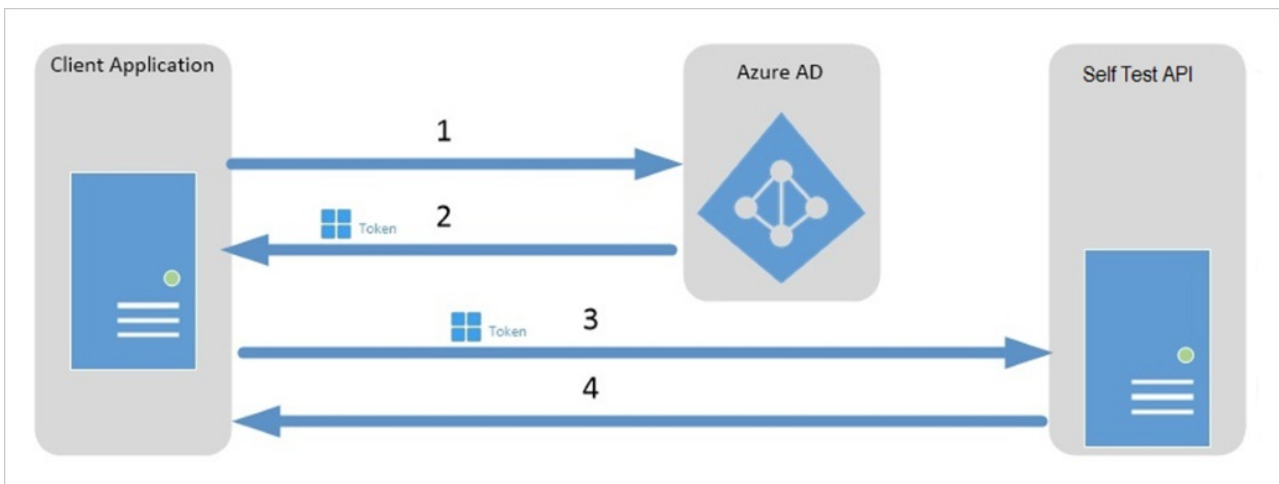 Client Application
Azure AD
Self Test API
1
Token
2
Token
3
4